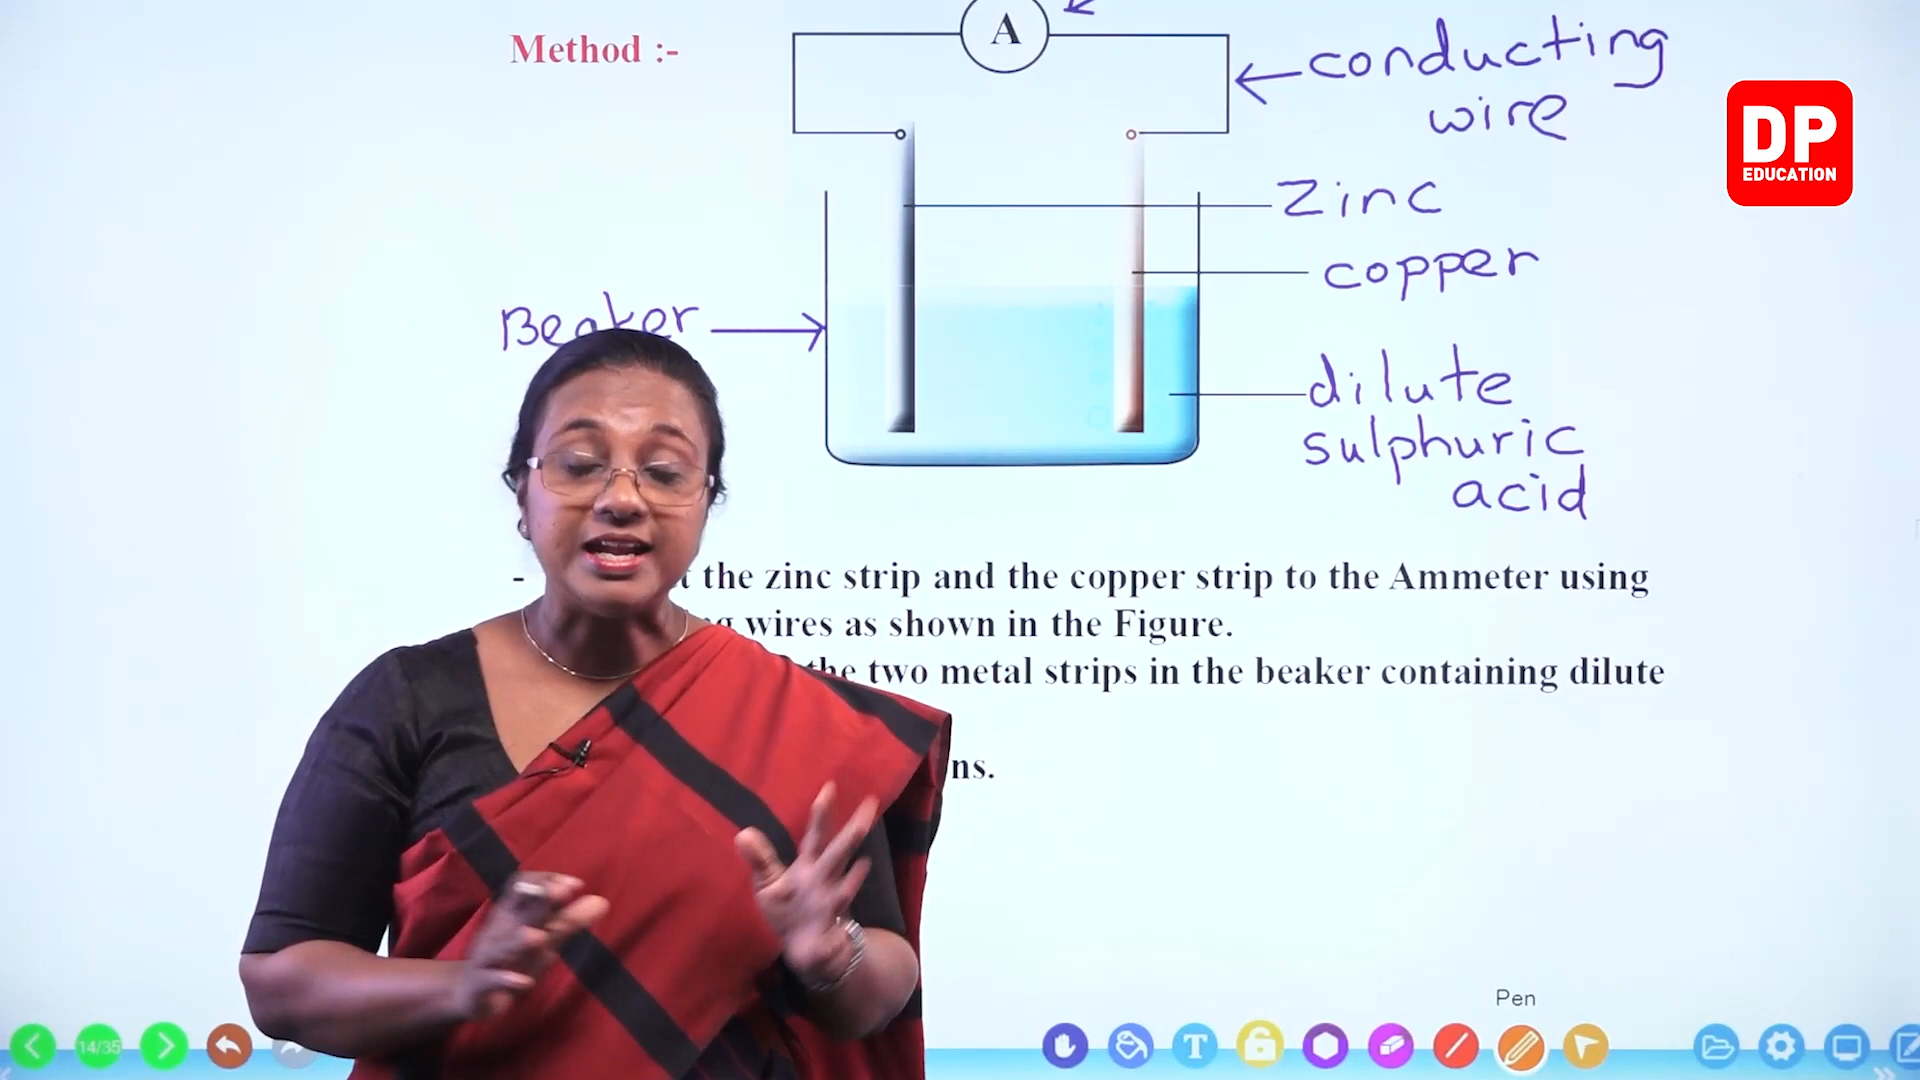 Method :-
A
conducting
wire
DP
EDUCATION
Zinc
copper
Beaker
dilute
sulphuric
acid
- the zinc strip and the copper strip to the Ammeter using
wires as shown in the Figure.
the two metal strips in the beaker containing dilute
Pen
14/35
T